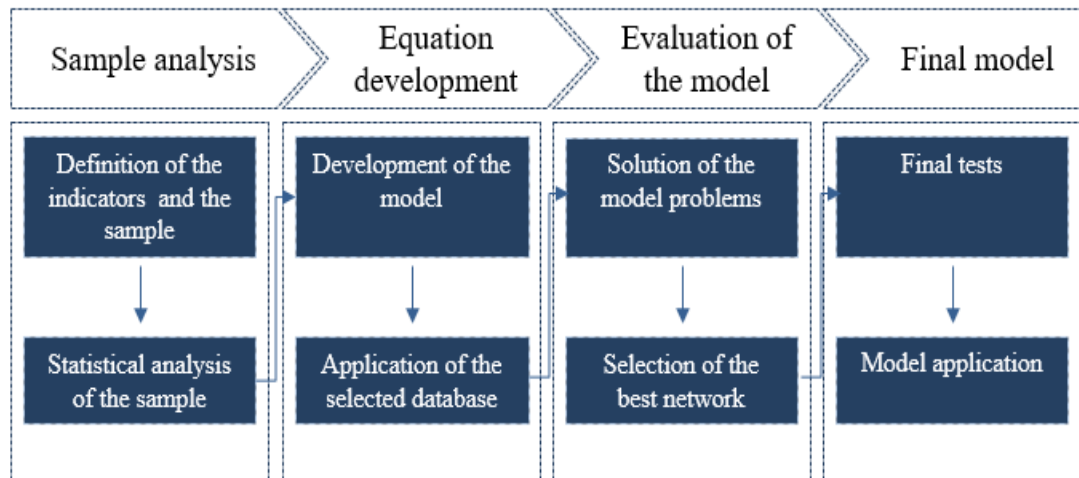 Sample analysis
Equation
development
Evaluation of
the model
Final model
Definition of the
indicators and the
sample
Statistical analysis
of the sample
Development of the
model
Application of the
selected database
Solution of the
model problems
Selection of the
best network
Final tests
Model application